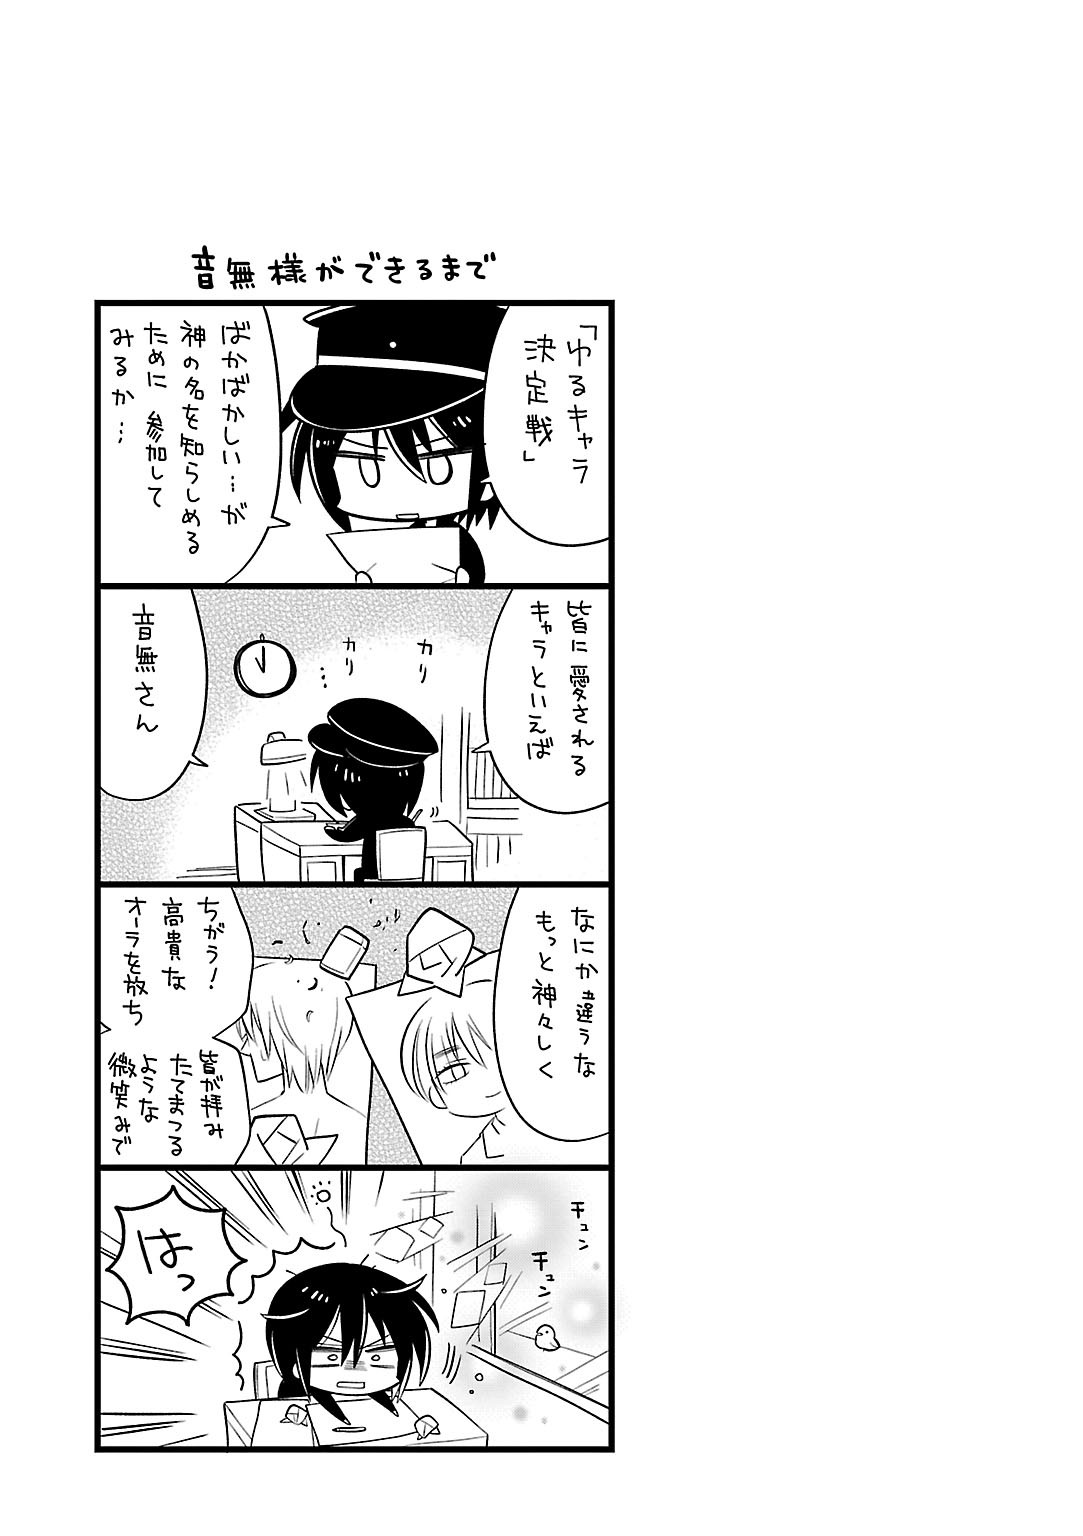 音無様ができるまで
「ゆるキャラ
決定戦」
ばかばかしい…が
神の名を知らしめる
ために 参加して
みるか…
皆に愛される
キャラといえば
カリ
カリ
…
音無さん
なにか違うな
もっと神々しく
ちがう!
高貴な
オーラを放ち
皆が拝み
たてまつる
ような
微笑みで
チュン
チュン
はっ